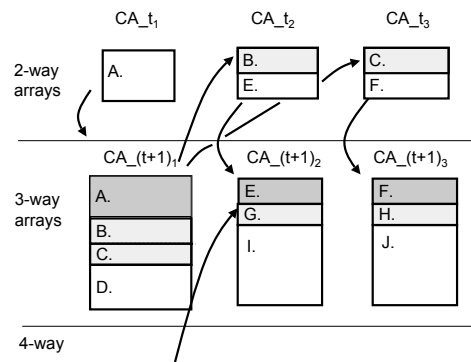 CA_t1 CA_t2 CA_t3
2-way
arrays
A.
B.
E.
C.
F.
CA_(t+1)1 CA_(t+1)2 CA_(t+1)3
3-way
arrays
A.
B.
C.
D.
E.
G.
I.
F.
H.
J.
4-way